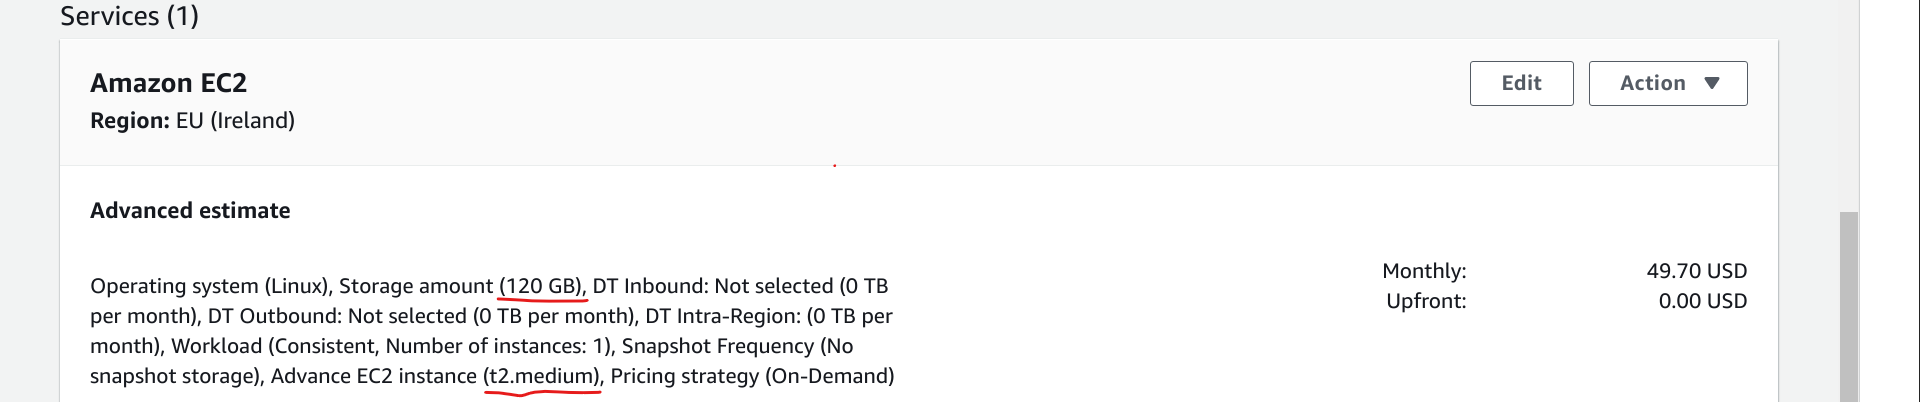 Services (1)
Amazon EC2
Edit
Action
Region: EU (Ireland)
Advanced estimate
Operating system (Linux), Storage amount (120 GB), DT Inbound: Not selected (0 TB
per month), DT Outbound: Not selected (0 TB per month), DT Intra-Region: (0 TB per
month), Workload (Consistent, Number of instances: 1), Snapshot Frequency (No
snapshot storage), Advance EC2 instance (t2.medium), Pricing strategy (On-Demand)
Monthly: 49.70 USD
Upfront: 0.00 USD